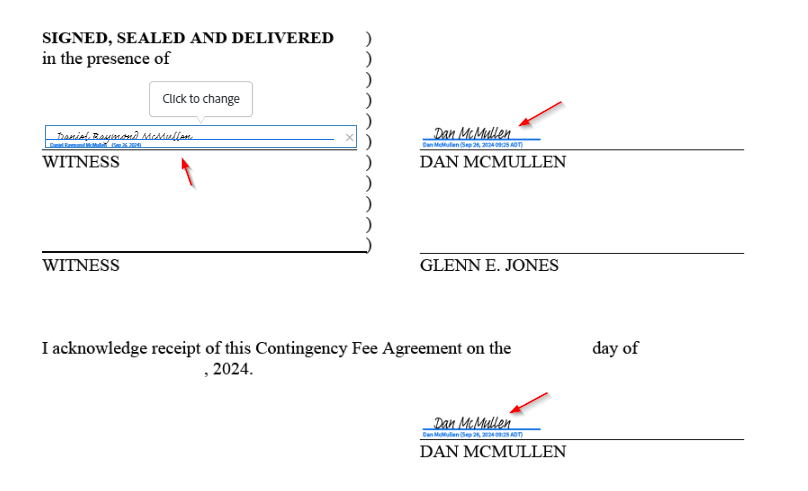 SIGNED, SEALED AND DELIVERED )
in the presence of )
)
Click to change )
)
Daniel Raymond McMullen × )
Daniel Raymond McMullen (Sep 26, 2024)
Dan McMullen
Dan McMullen (Sep 26, 2024 09:25 ADT)
WITNESS ) DAN MCMULLEN
)
)
)
)
WITNESS GLENN E. JONES
I acknowledge receipt of this Contingency Fee Agreement on the day of
, 2024.
Dan McMullen
Dan McMullen (Sep 26, 2024 09:25 ADT)
DAN MCMULLEN